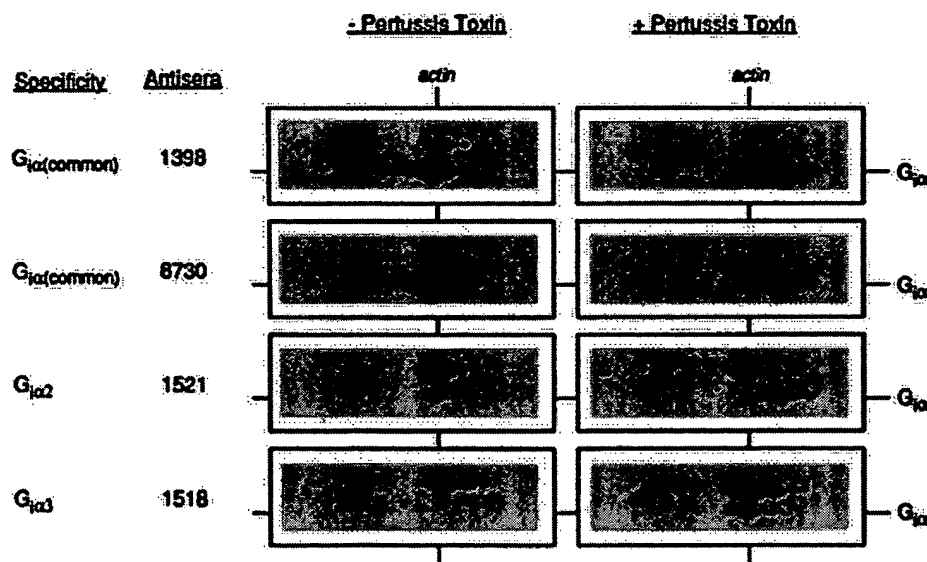 - Pertussis Toxin + Pertussis Toxin
Specificity Antisera actin actin
Giα(common) 1398 Giα
Giα(common) 8730 Giα
Giα2 1521 Giα
Giα3 1518 Giα